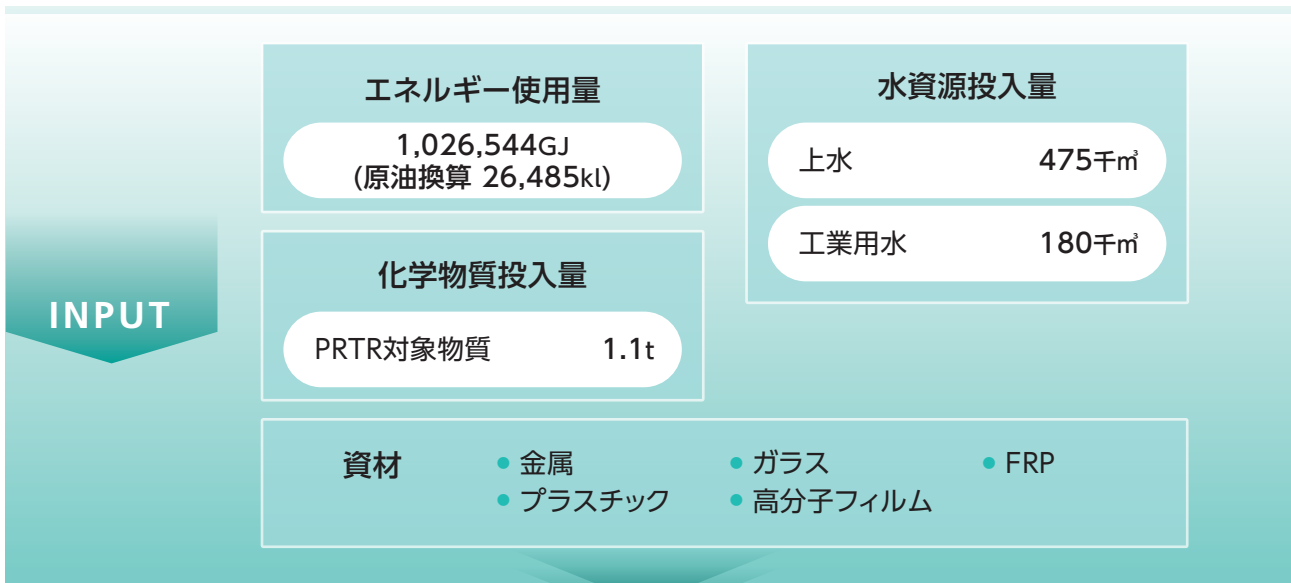 INPUT
エネルギー使用量
1,026,544GJ
(原油換算 26,485kl)
水資源投入量
上水 475千㎥
工業用水 180千㎥
化学物質投入量
PRTR対象物質 1.1t
資材
● 金属 ● ガラス ● FRP
● プラスチック ● 高分子フィルム